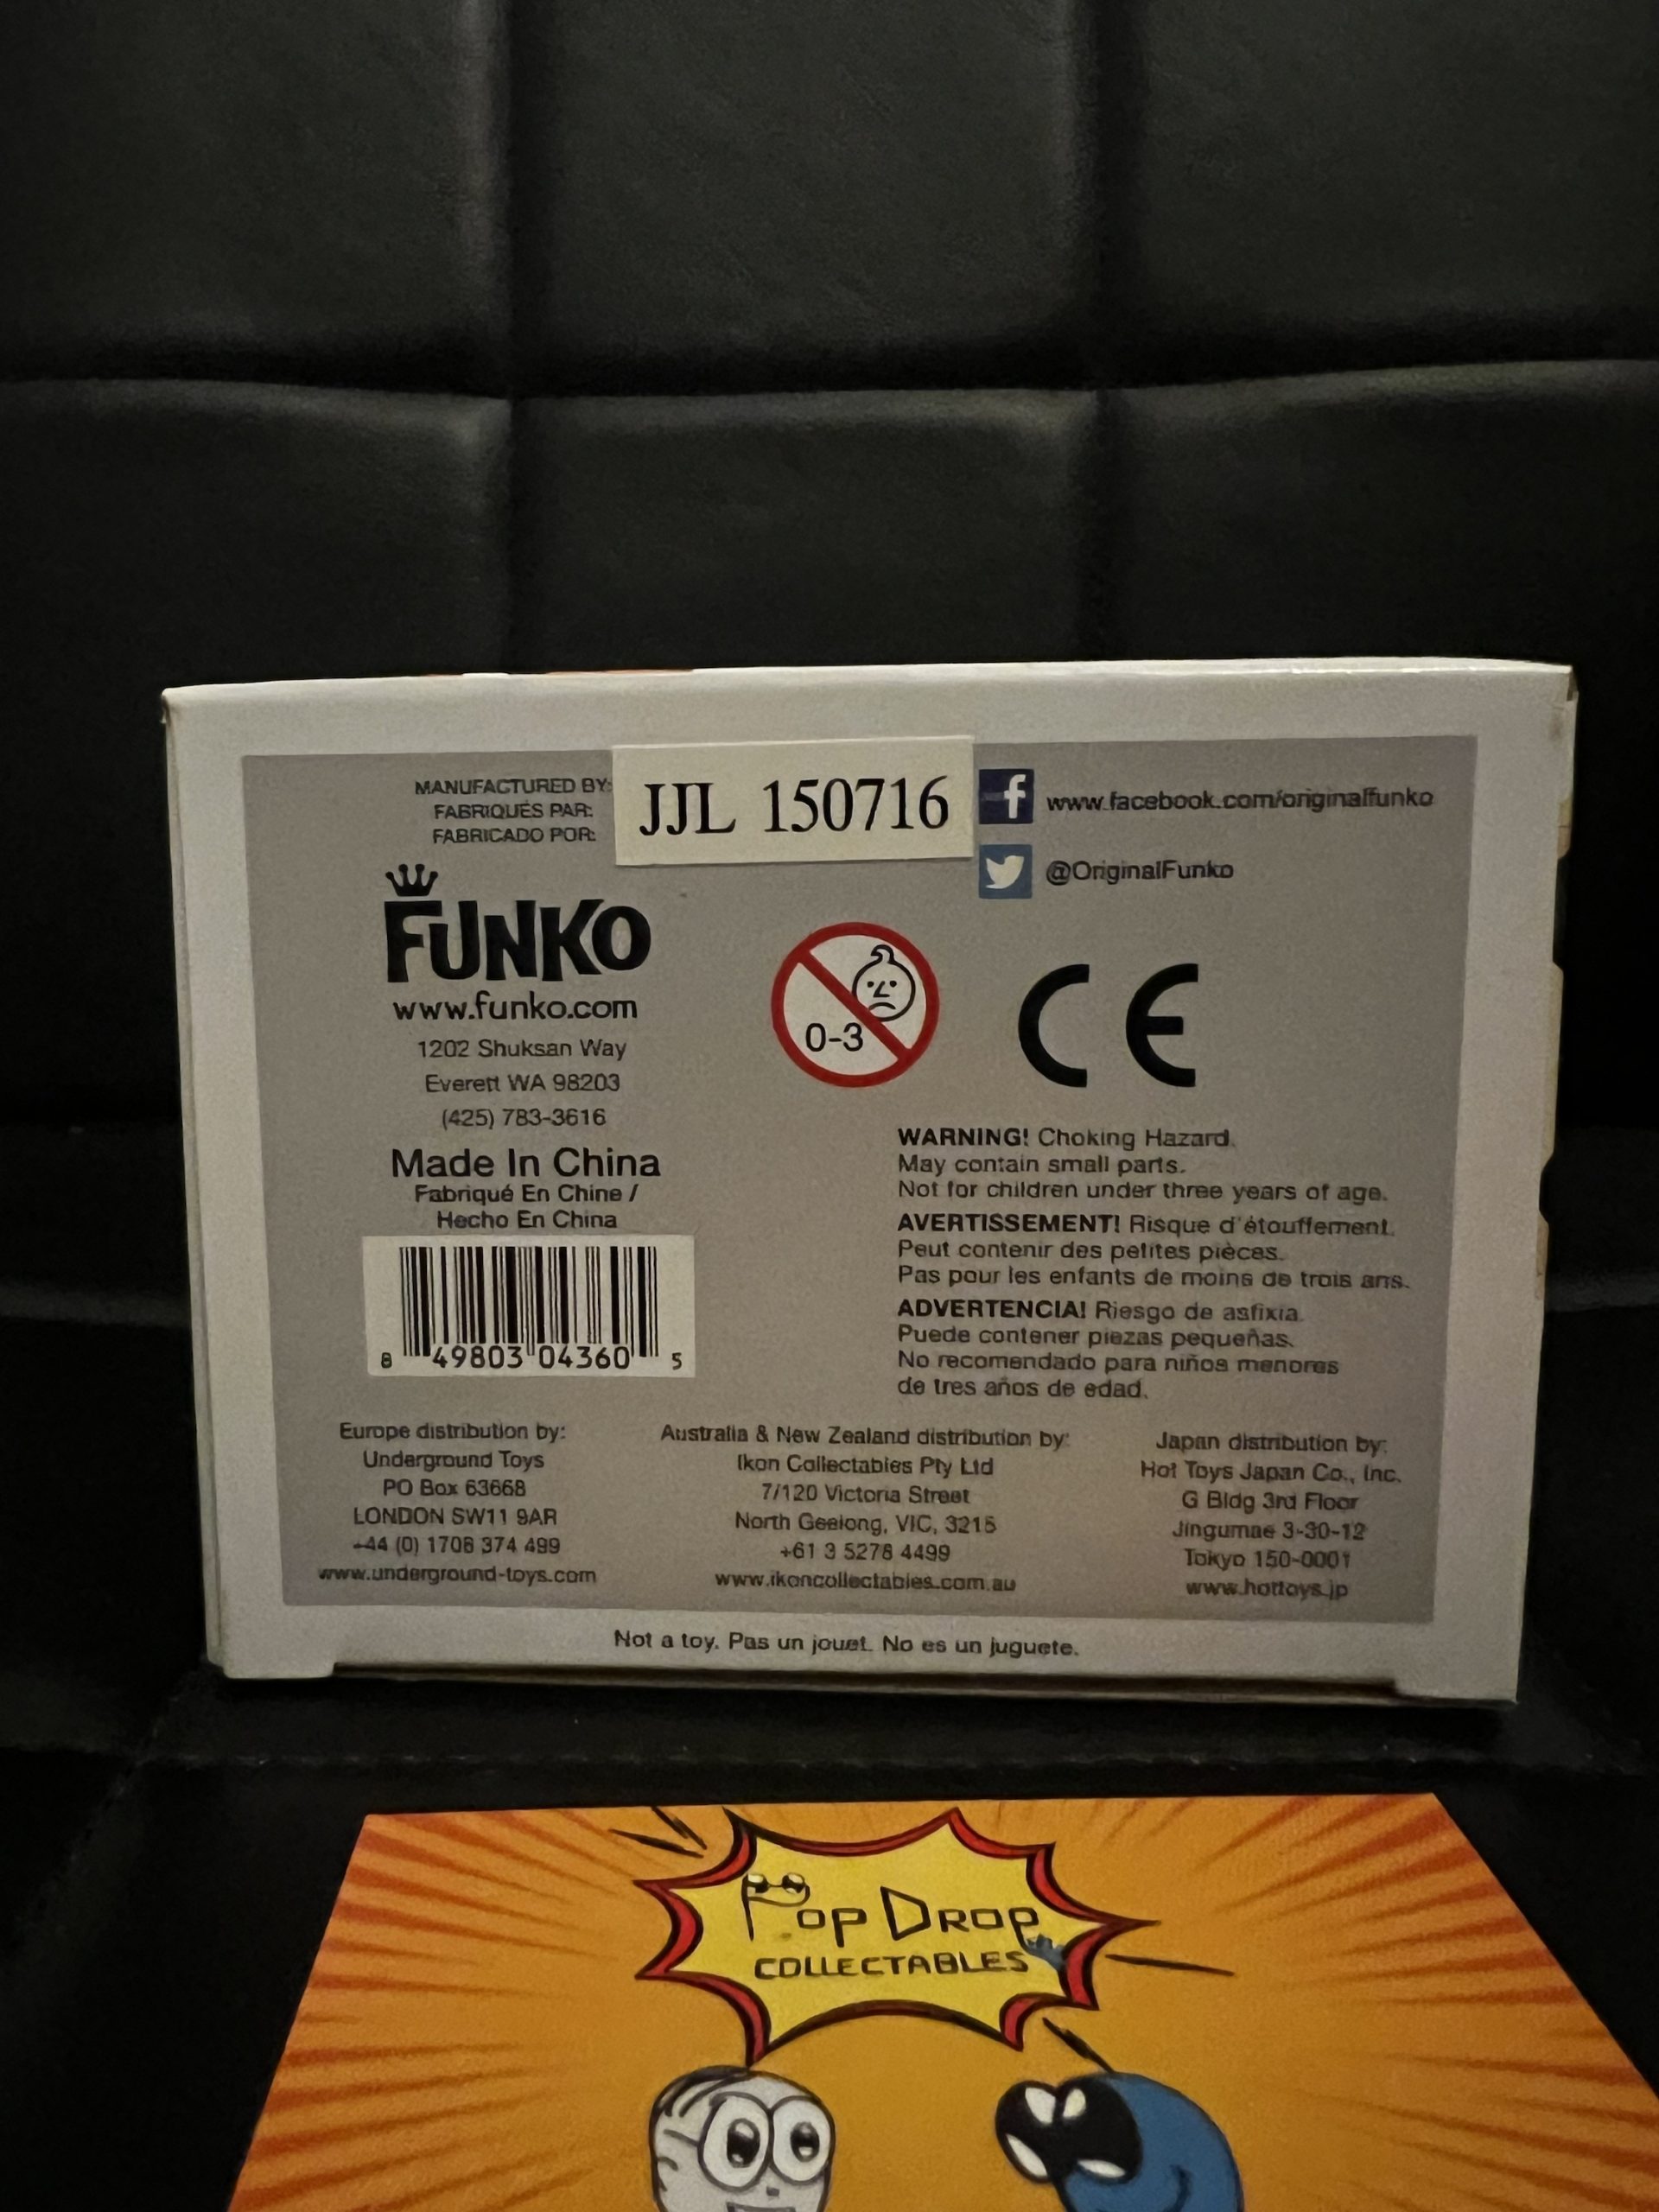 MANUFACTURED BY:
FABRIQUÉS PAR:
FABRICADO POR:
JJL 150716
f www.facebook.com/originalfunko
@OriginalFunko
FUNKO
www.funko.com
1202 Shuksan Way
Everett WA 98203
(425) 783-3616
Made In China
Fabriqué En Chine /
Hecho En China
8 49803 04360 5
0-3
CE
WARNING! Choking Hazard.
May contain small parts.
Not for children under three years of age.
AVERTISSEMENT! Risque d'étouffement.
Peut contenir des petites pièces.
Pas pour les enfants de moins de trois ans.
ADVERTENCIA! Riesgo de asfixia.
Puede contener piezas pequeñas.
No recomendado para niños menores
de tres años de edad.
Europe distribution by:
Underground Toys
PO Box 63668
LONDON SW11 9AR
+44 (0) 1708 374 499
www.underground-toys.com
Australia & New Zealand distribution by:
Ikon Collectables Pty Ltd
7/120 Victoria Street
North Geelong, VIC, 3215
+61 3 5278 4499
www.ikoncollectables.com.au
Japan distribution by:
Hot Toys Japan Co., Inc.
G Bldg 3rd Floor
Jingumae 3-30-12
Tokyo 150-0001
www.hottoys.jp
Not a toy. Pas un jouet. No es un juguete.
POP DROP
COLLECTABLES